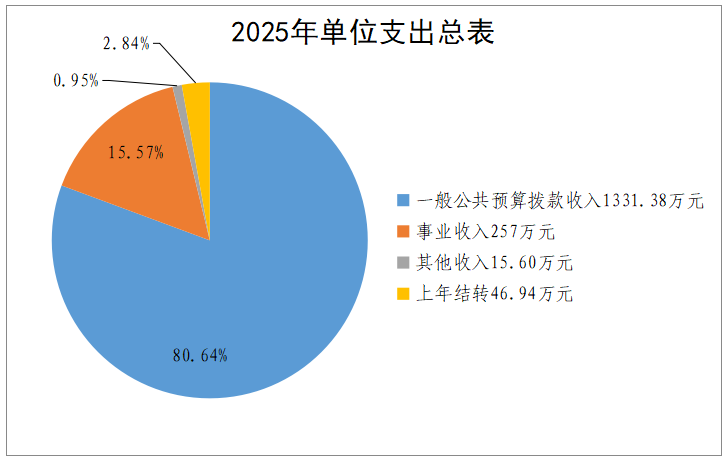 2025年单位支出总表
2.84%
0.95%
15.57%
80.64%
一般公共预算拨款收入1331.38万元
事业收入257万元
其他收入15.60万元
上年结转46.94万元